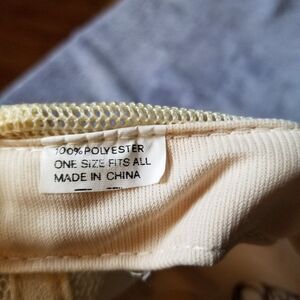 100% POLYESTER
ONE SIZE FITS ALL
MADE IN CHINA